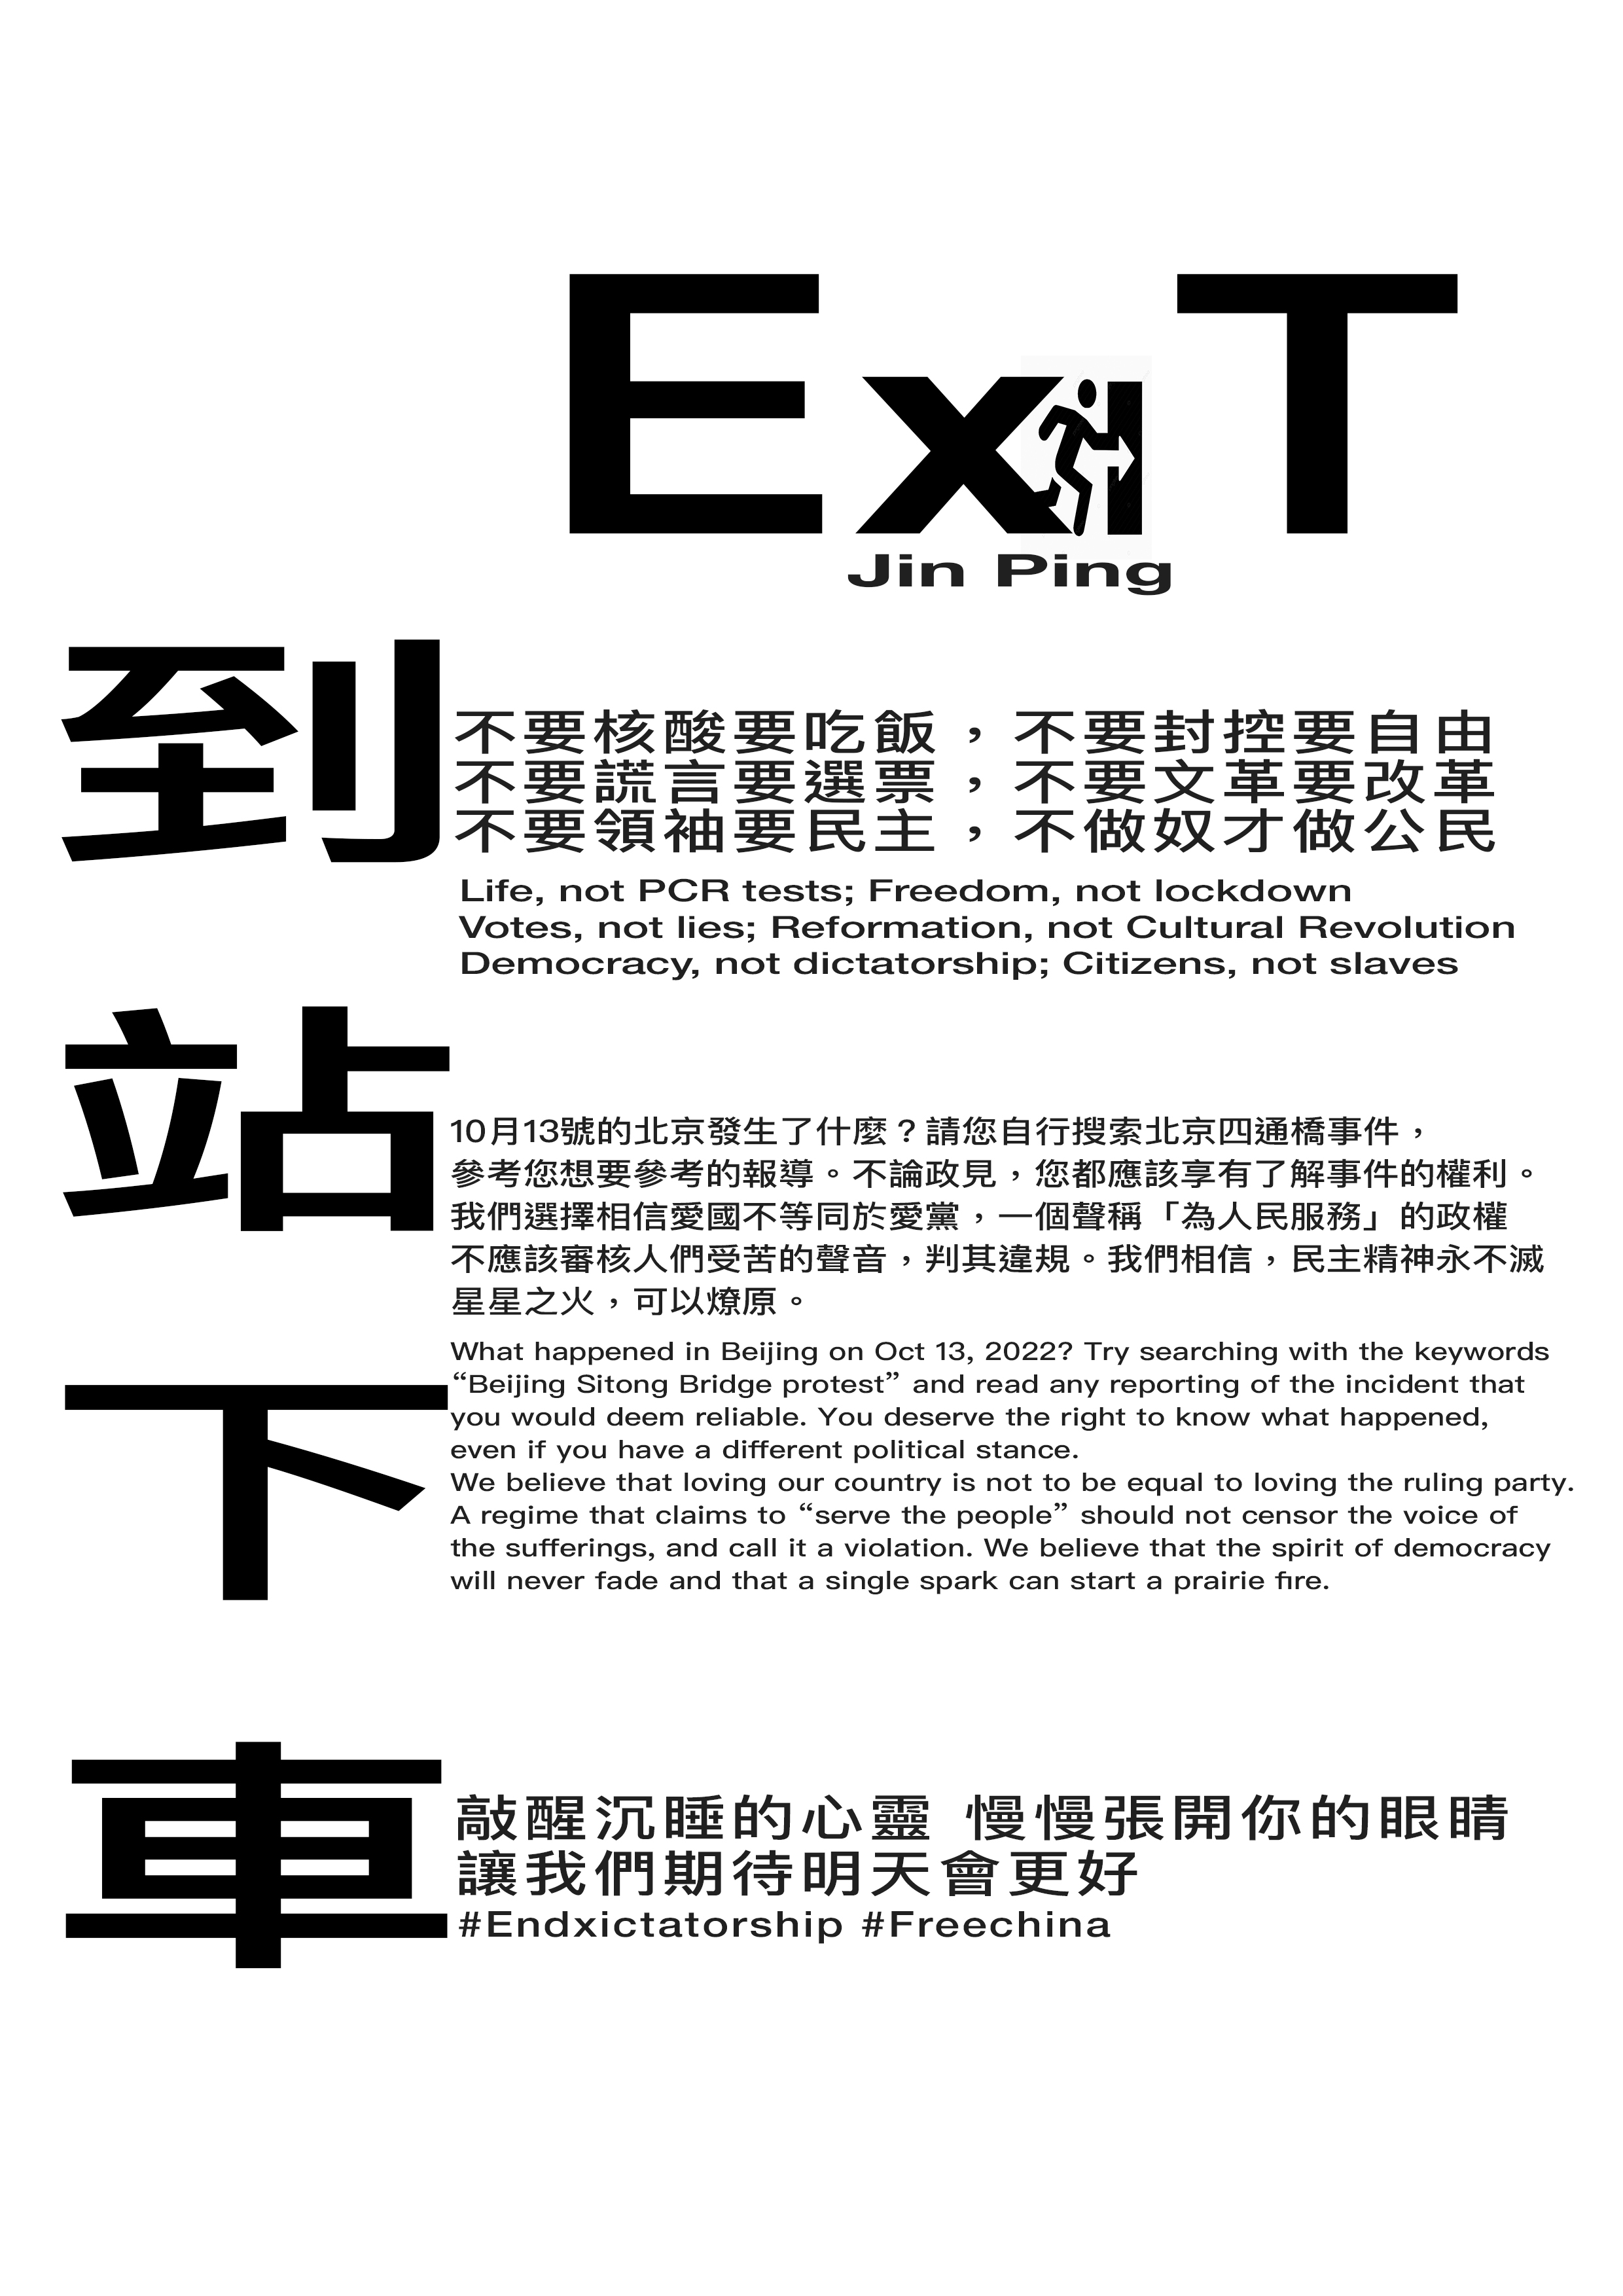 ExiT
Jin Ping
到站下車
不要核酸要吃飯，不要封控要自由
不要謊言要選票，不要文革要改革
不要領袖要民主，不做奴才做公民
Life, not PCR tests; Freedom, not lockdown
Votes, not lies; Reformation, not Cultural Revolution
Democracy, not dictatorship; Citizens, not slaves
10月13號的北京發生了什麼？請您自行搜索北京四通橋事件，
參考您想要參考的報導。不論政見，您都應該享有了解事件的權利。
我們選擇相信愛國不等同於愛黨，一個聲稱「為人民服務」的政權
不應該審核人們受苦的聲音，判其違規。我們相信，民主精神永不滅
星星之火，可以燎原。
What happened in Beijing on Oct 13, 2022? Try searching with the keywords
“Beijing Sitong Bridge protest” and read any reporting of the incident that
you would deem reliable. You deserve the right to know what happened,
even if you have a different political stance.
We believe that loving our country is not to be equal to loving the ruling party.
A regime that claims to “serve the people” should not censor the voice of
the sufferings, and call it a violation. We believe that the spirit of democracy
will never fade and that a single spark can start a prairie fire.
敲醒沉睡的心靈 慢慢張開你的眼睛
讓我們期待明天會更好
#Endxictatorship #Freechina